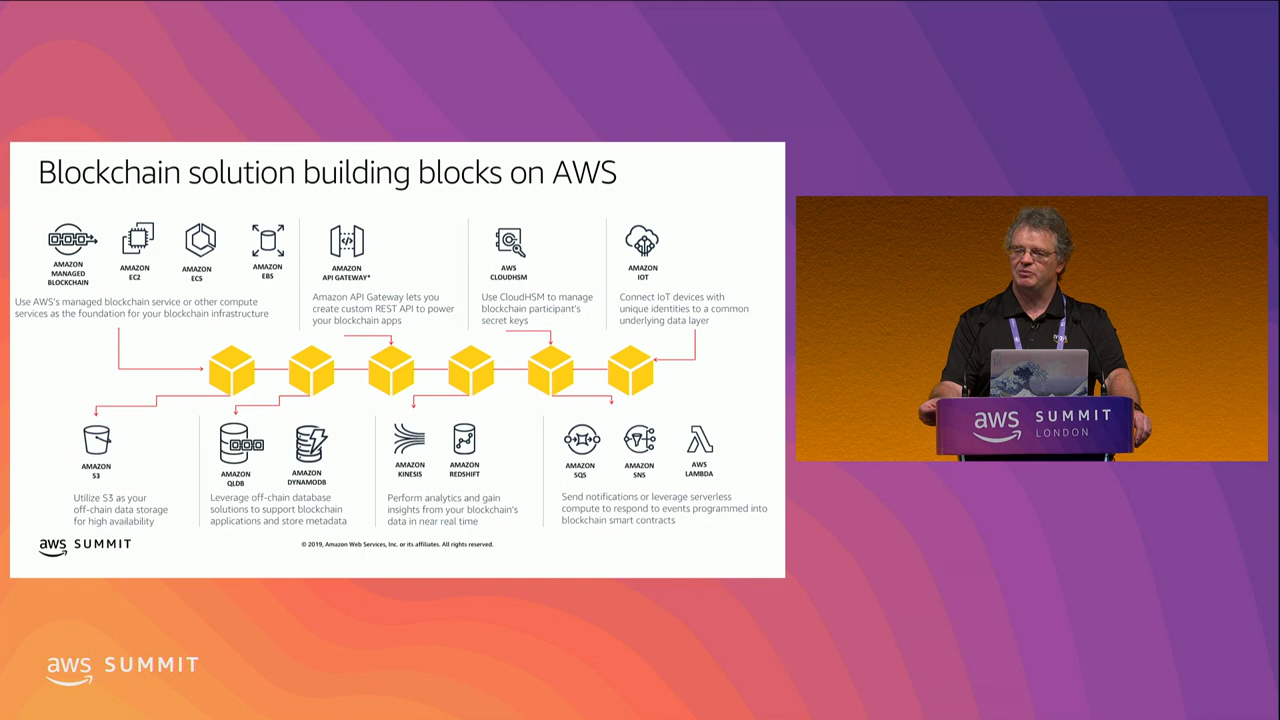 Blockchain solution building blocks on AWS
AMAZON
MANAGED
BLOCKCHAIN
AMAZON
EC2
AMAZON
ECS
AMAZON
EBS
Use AWS's managed blockchain service or other compute
services as the foundation for your blockchain infrastructure
AMAZON
API GATEWAY*
Amazon API Gateway lets you
create custom REST API to power
your blockchain apps
AWS
CLOUDHSM
Use CloudHSM to manage
blockchain participant's
secret keys
AMAZON
IOT
Connect IoT devices with
unique identities to a common
underlying data layer
AMAZON
S3
Utilize S3 as your
off-chain data storage
for high availability
AMAZON
QLDB
AMAZON
DYNAMODB
Leverage off-chain database
solutions to support blockchain
applications and store metadata
AMAZON
KINESIS
AMAZON
REDSHIFT
Perform analytics and gain
insights from your blockchain's
data in near real time
AMAZON
SQS
AMAZON
SNS
AWS
LAMBDA
Send notifications or leverage serverless
compute to respond to events programmed into
blockchain smart contracts
aws SUMMIT
© 2019, Amazon Web Services, Inc. or its affiliates. All rights reserved.
aws SUMMIT
LONDON
aws SUMMIT